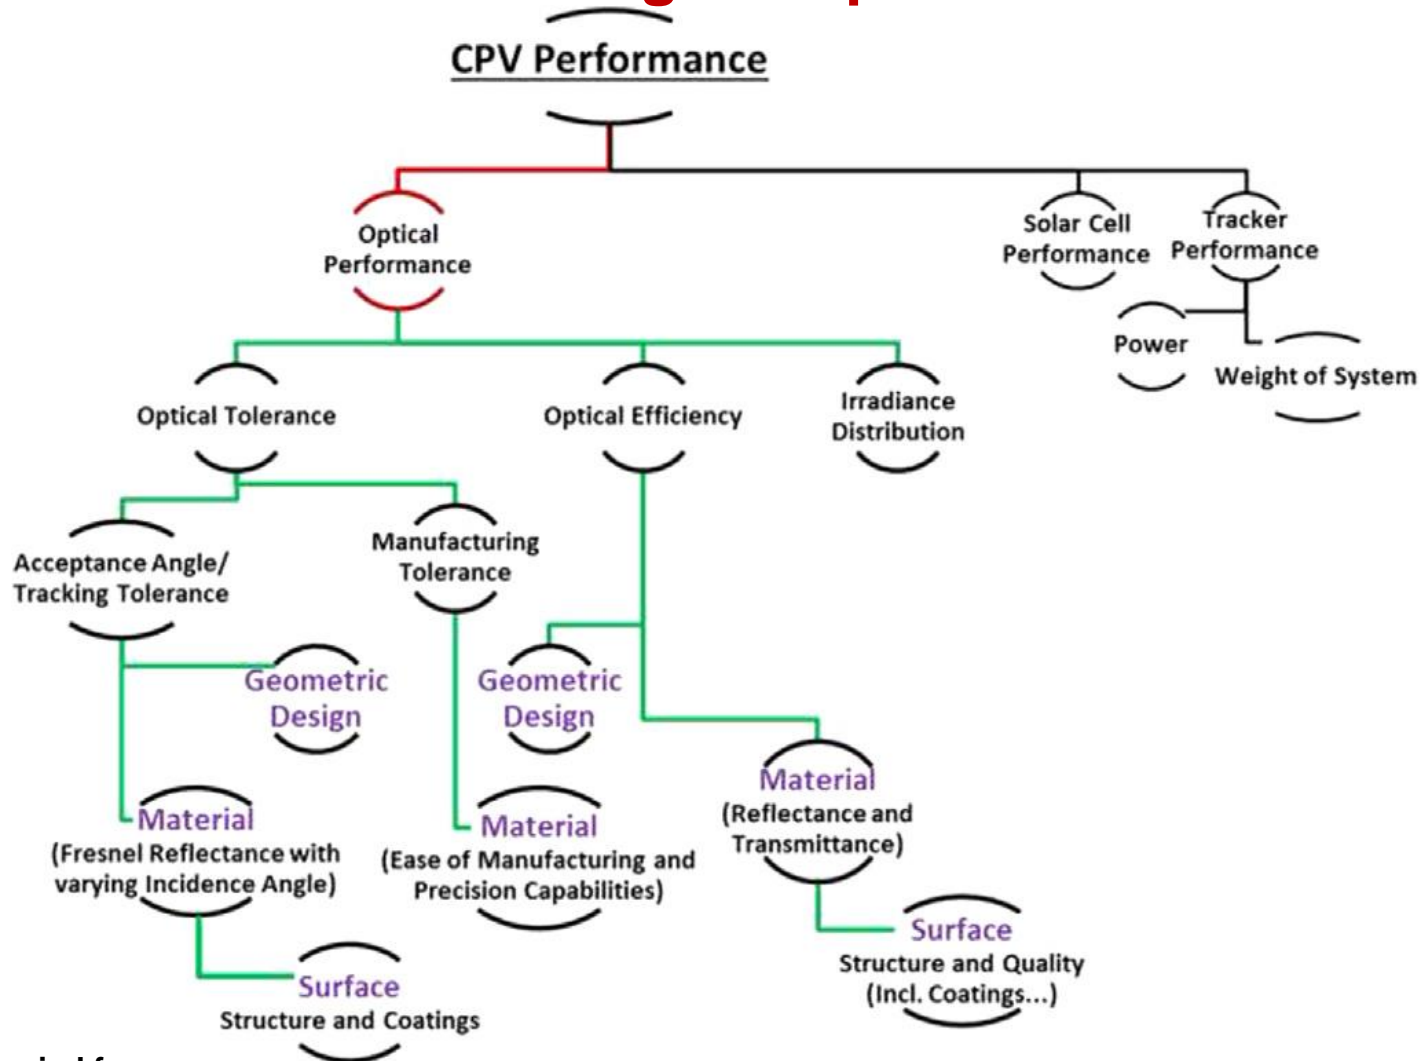 CPV Performance
Optical
Performance
Solar Cell
Performance
Tracker
Performance
Power
Weight of System
Optical Tolerance
Optical Efficiency
Irradiance
Distribution
Acceptance Angle/
Tracking Tolerance
Manufacturing
Tolerance
Geometric
Design
Geometric
Design
Material
(Fresnel Reflectance with
varying Incidence Angle)
Material
(Ease of Manufacturing and
Precision Capabilities)
Material
(Reflectance and
Transmittance)
Surface
Structure and Quality
(Incl. Coatings...)
Surface
Structure and Coatings